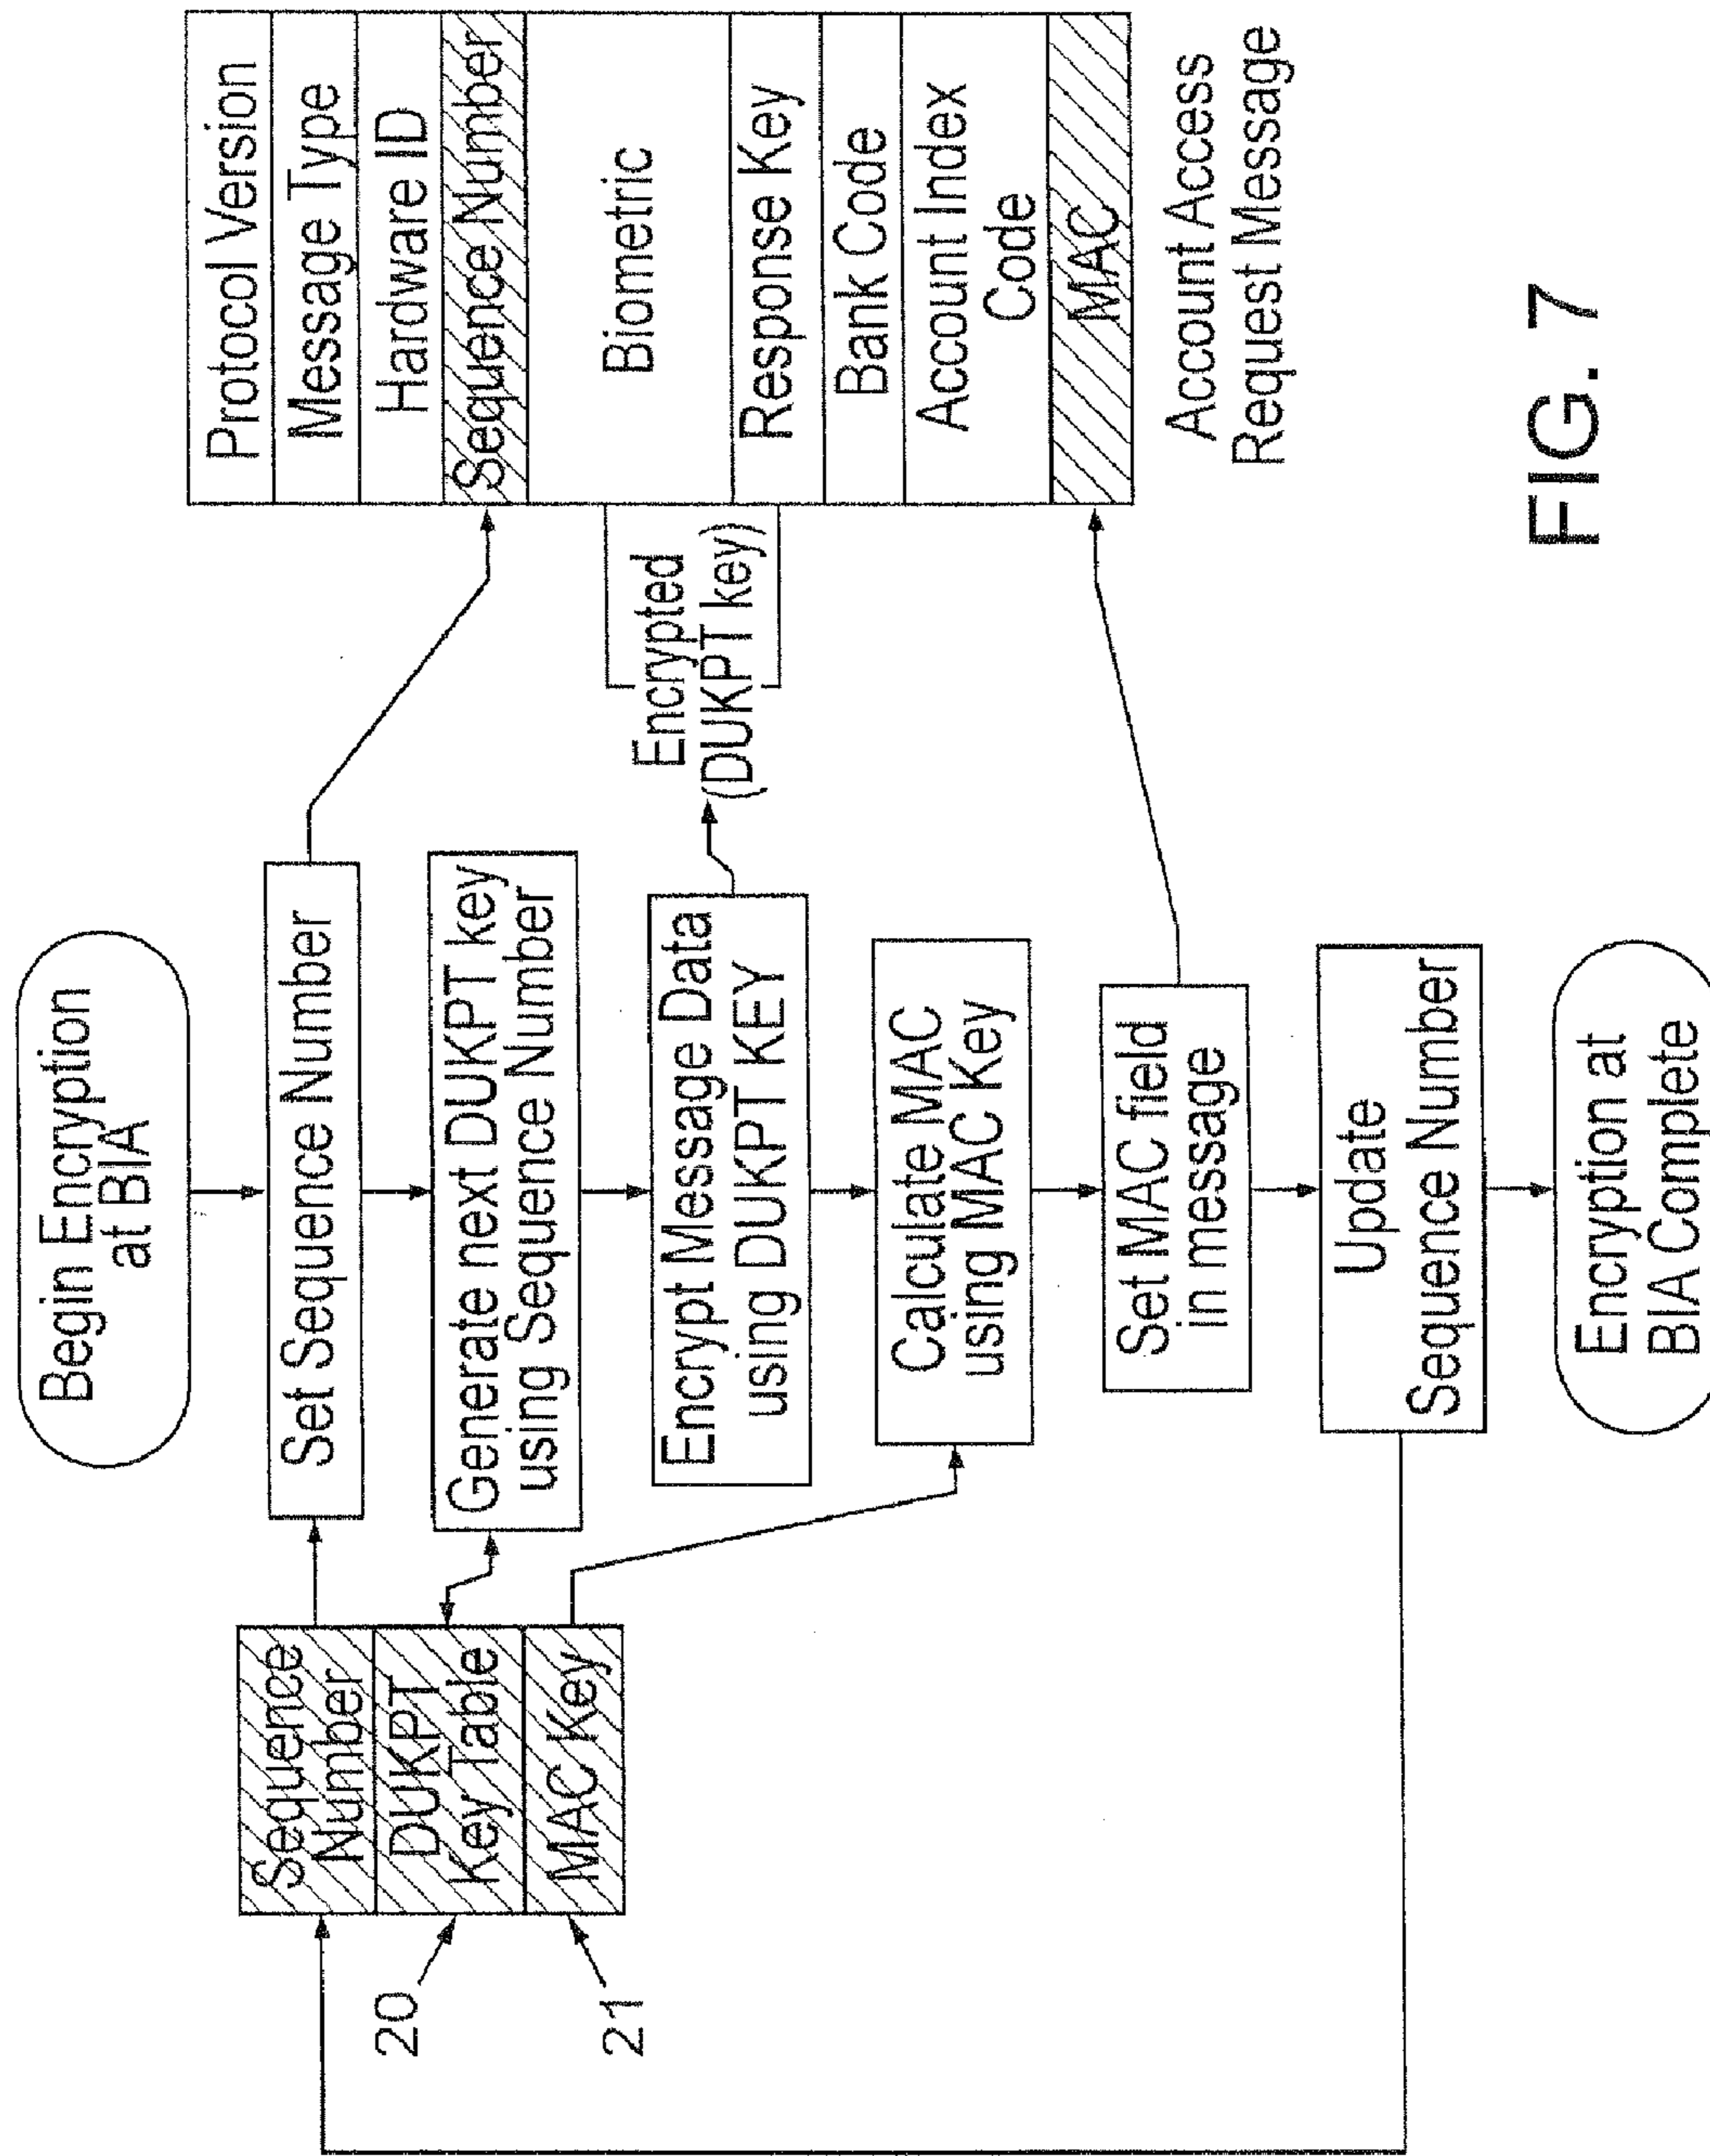 Begin Encryption
at BIA
Set Sequence Number
Generate next DUKPT key
using Sequence Number
Encrypt Message Data
using DUKPT KEY
Calculate MAC
using MAC Key
Set MAC field
in message
Update
Sequence Number
Encryption at
BIA Complete
Sequence
Number
DUKPT
Key Table
MAC Key
20
21
Encrypted
(DUKPT key)
Protocol Version
Message Type
Hardware ID
Sequence Number
Biometric
Response Key
Bank Code
Account Index
Code
MAC
Account Access
Request Message
FIG. 7